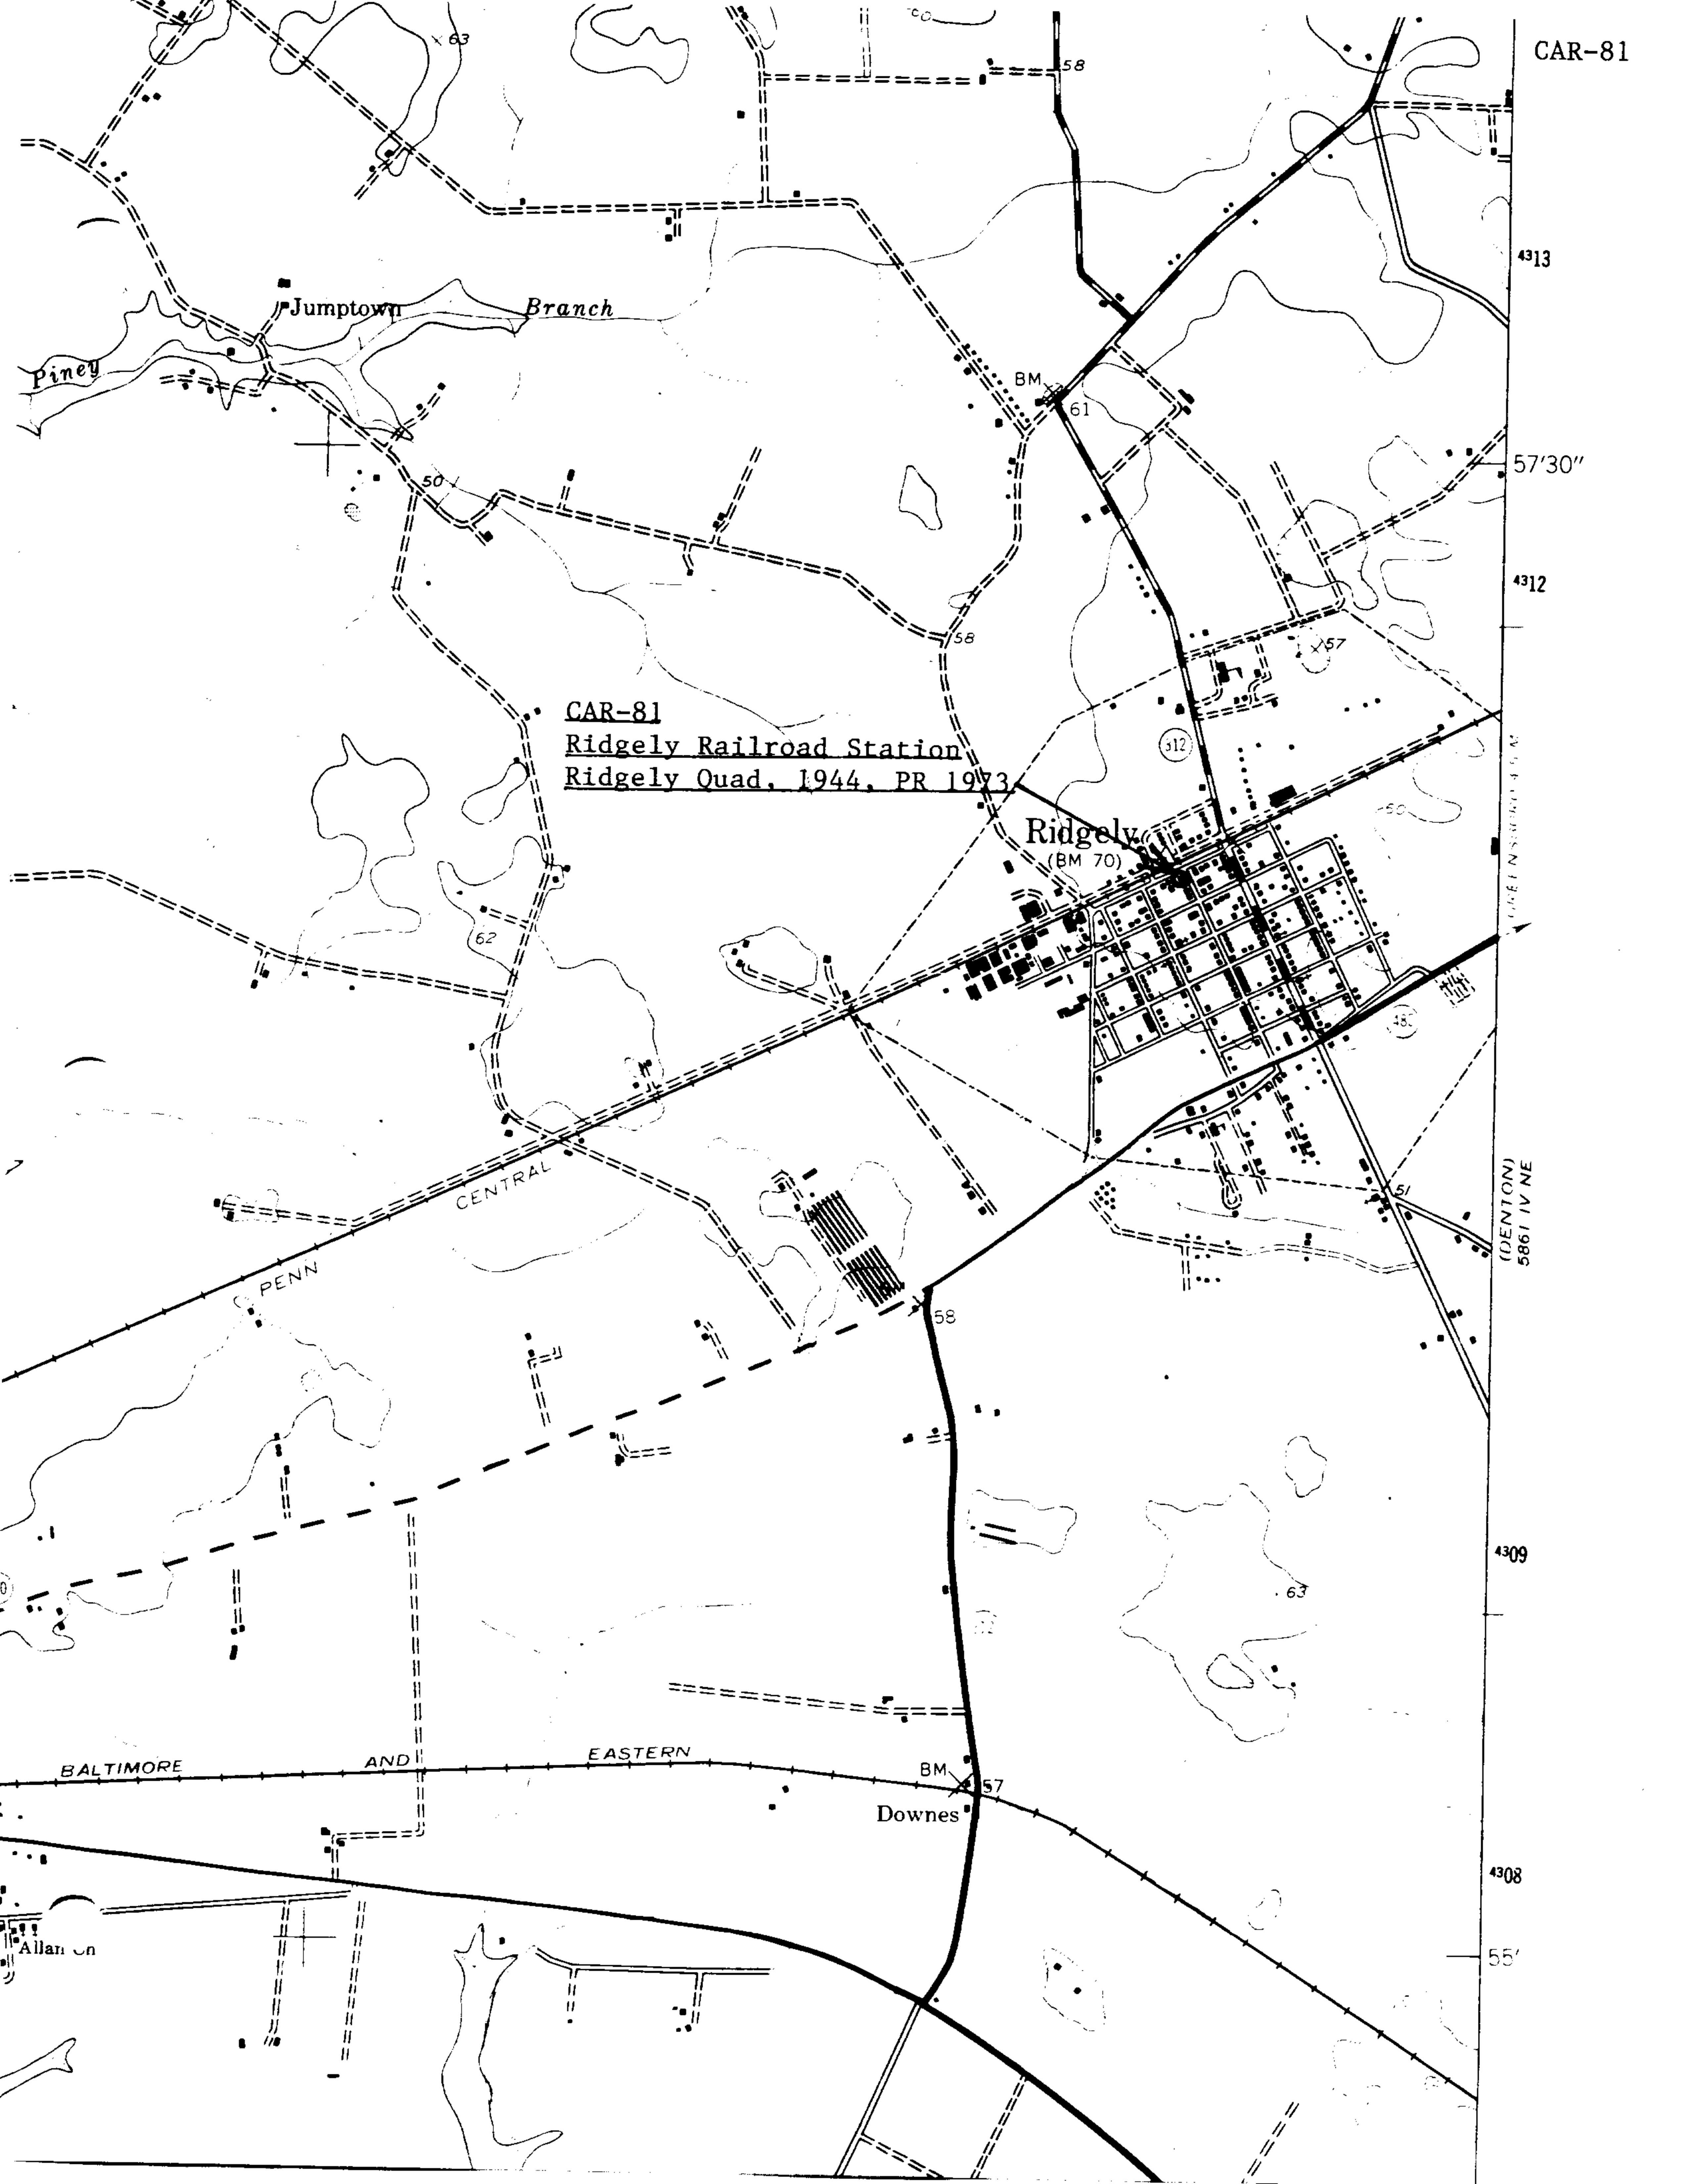 CAR-81
63
58
4313
Jumptown
Branch
Piney
BM
61
57'30"
50
4312
58
57
CAR-81
Ridgely Railroad Station
Ridgely Quad, 1944, PR 1973
312
Ridgely
(BM 70)
62
CENTRAL
PENN
51
(DENTON)
5861 IV NE
58
4309
63
BALTIMORE AND EASTERN
BM
57
Downes
4308
55'